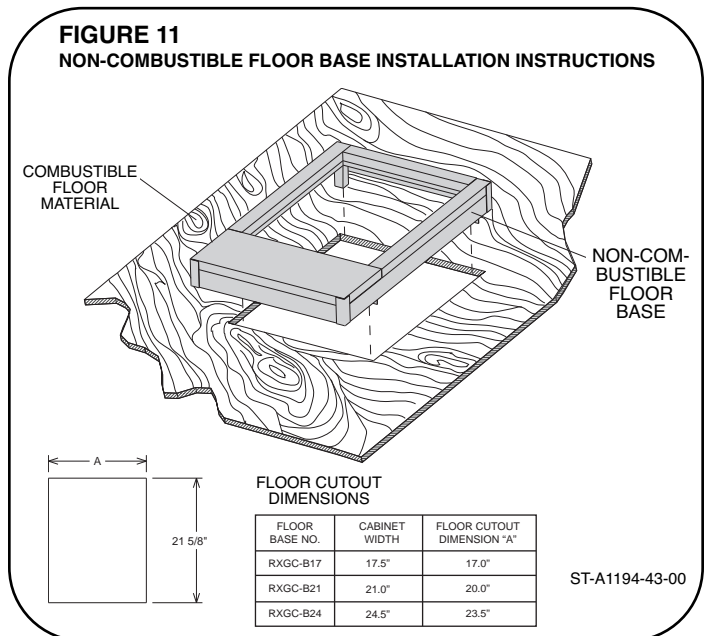 FIGURE 11
NON-COMBUSTIBLE FLOOR BASE INSTALLATION INSTRUCTIONS
COMBUSTIBLE
FLOOR
MATERIAL
NON-COM-
BUSTIBLE
FLOOR
BASE
A
21 5/8"
FLOOR CUTOUT
DIMENSIONS
FLOOR BASE NO. CABINET WIDTH FLOOR CUTOUT DIMENSION “A”
RXGC-B17 17.5" 17.0"
RXGC-B21 21.0" 20.0"
RXGC-B24 24.5" 23.5"
ST-A1194-43-00